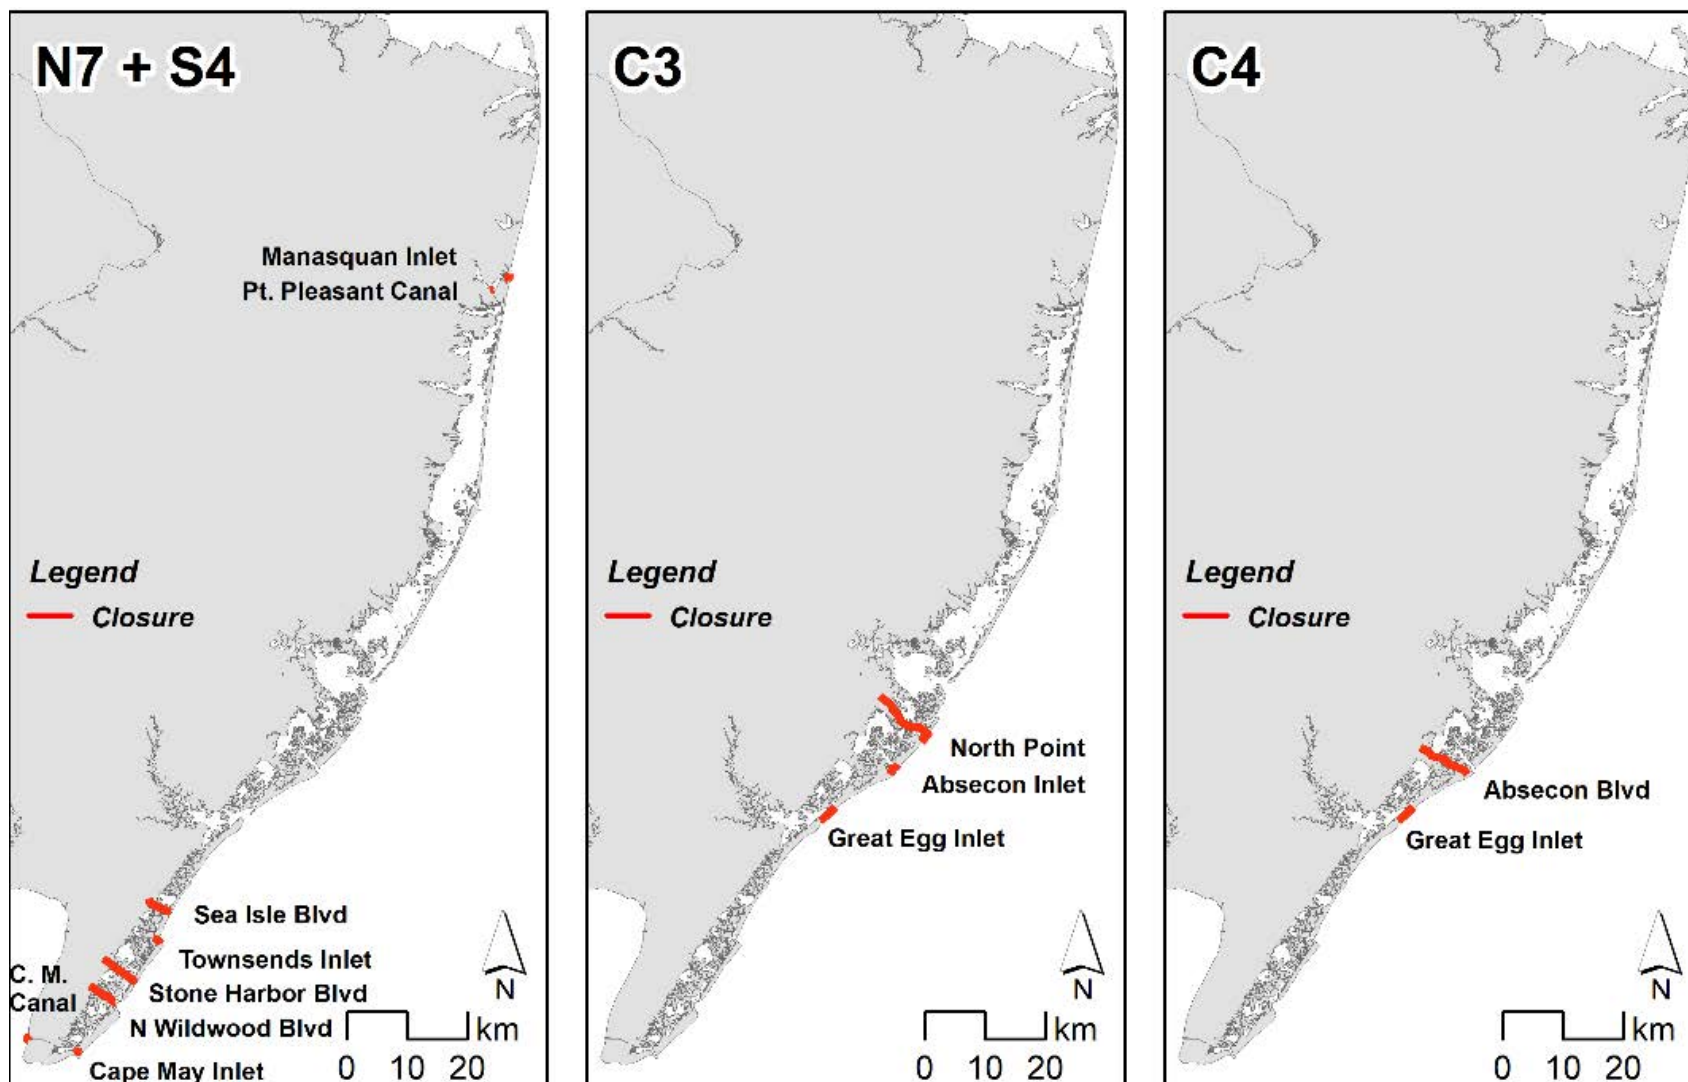 N7 + S4
Manasquan Inlet
Pt. Pleasant Canal
Legend
Closure
Sea Isle Blvd
Townsends Inlet
C. M.
Canal
Stone Harbor Blvd
N Wildwood Blvd
Cape May Inlet
N
km
0 10 20
C3
Legend
Closure
North Point
Absecon Inlet
Great Egg Inlet
N
km
0 10 20
C4
Legend
Closure
Absecon Blvd
Great Egg Inlet
N
km
0 10 20